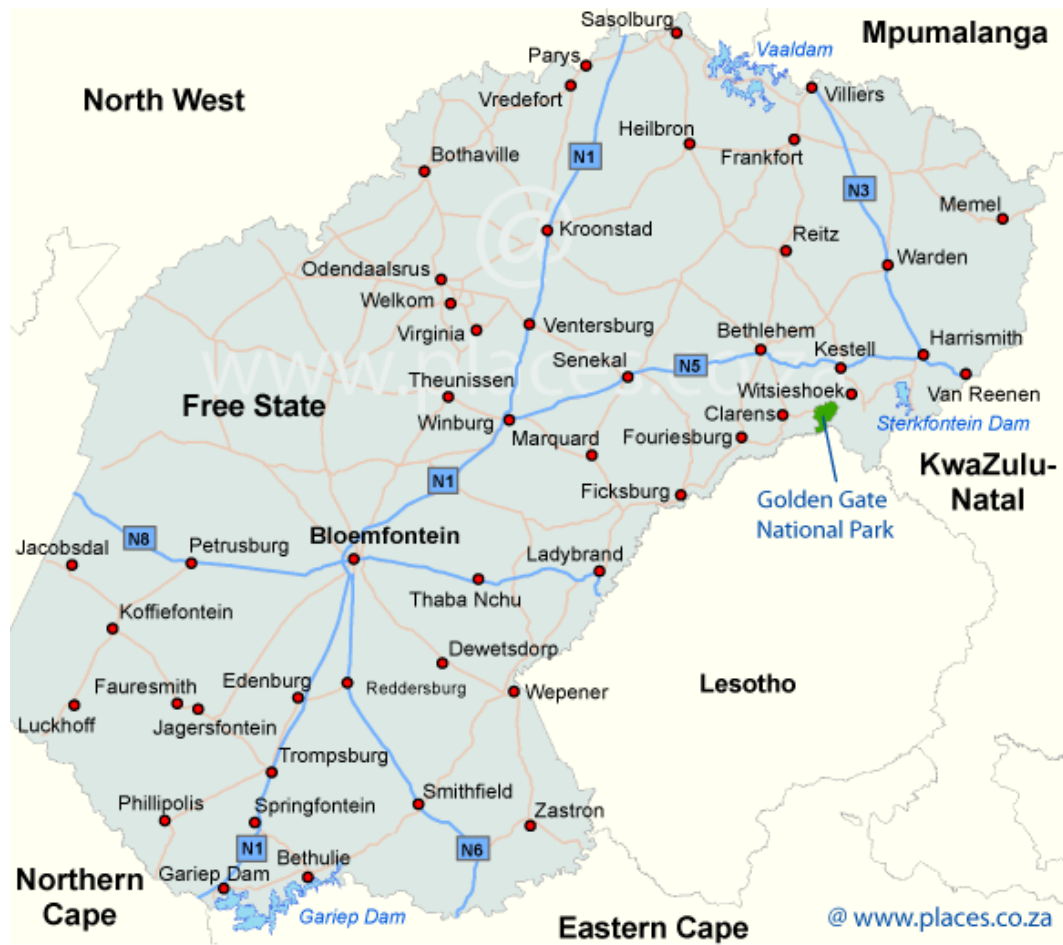 Sasolburg
Mpumalanga
Vaaldam
Parys
North West
Vredefort
Villiers
Heilbron
Frankfort
N1
Bothaville
N3
Memel
@
Kroonstad
Reitz
Warden
Odendaalsrus
Welkom
Virginia
Ventersburg
Bethlehem
Harrismith
www.places.co.za
Senekal
N5
Kestell
Theunissen
Witsieshoek
Van Reenen
Free State
Winburg
Clarens
Sterkfontein Dam
Marquard
Fouriesburg
KwaZulu-
Natal
N1
Ficksburg
Golden Gate
National Park
N8
Bloemfontein
Jacobsdal
Petrusburg
Ladybrand
Thaba Nchu
Koffiefontein
Dewetsdorp
Fauresmith
Edenburg
Reddersburg
Wepener
Lesotho
Luckhoff
Jagersfontein
Trompsburg
Phillipolis
Springfontein
Smithfield
Zastron
N1
N6
Gariep Dam
Bethulie
Northern
Cape
Gariep Dam
Eastern Cape
@ www.places.co.za